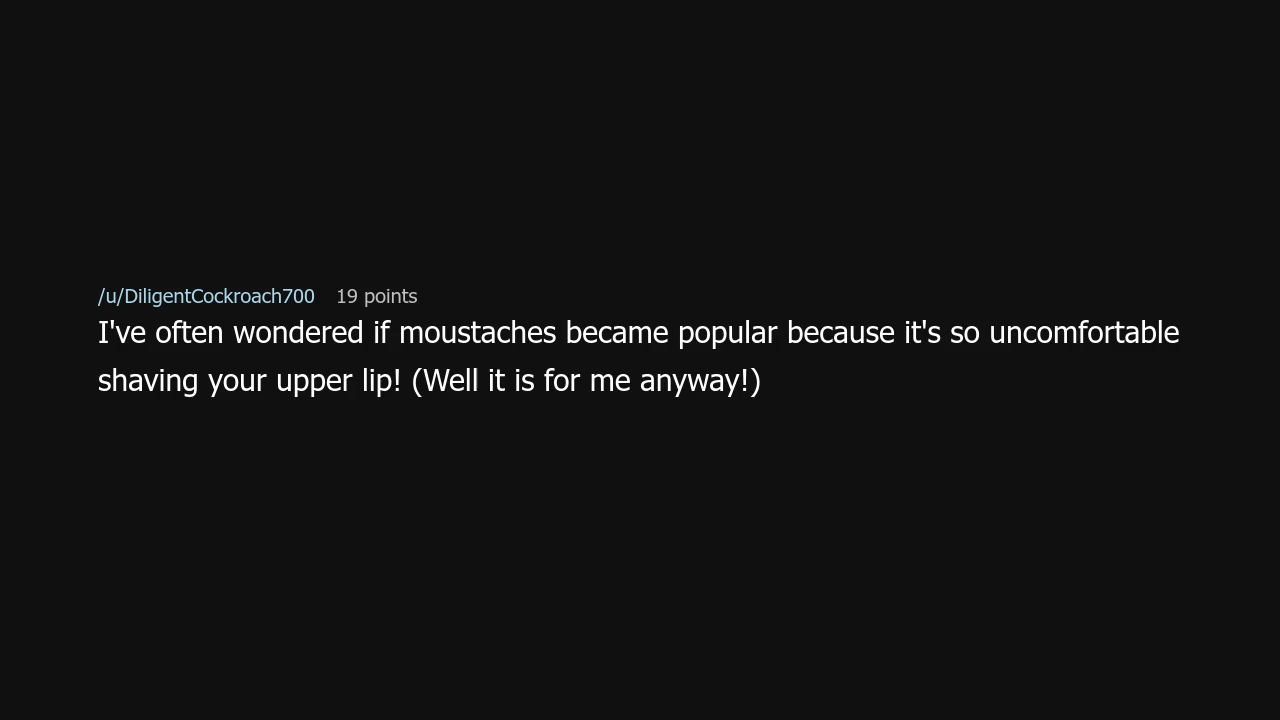 /u/DiligentCockroach700 19 points
I've often wondered if moustaches became popular because it's so uncomfortable
shaving your upper lip! (Well it is for me anyway!)